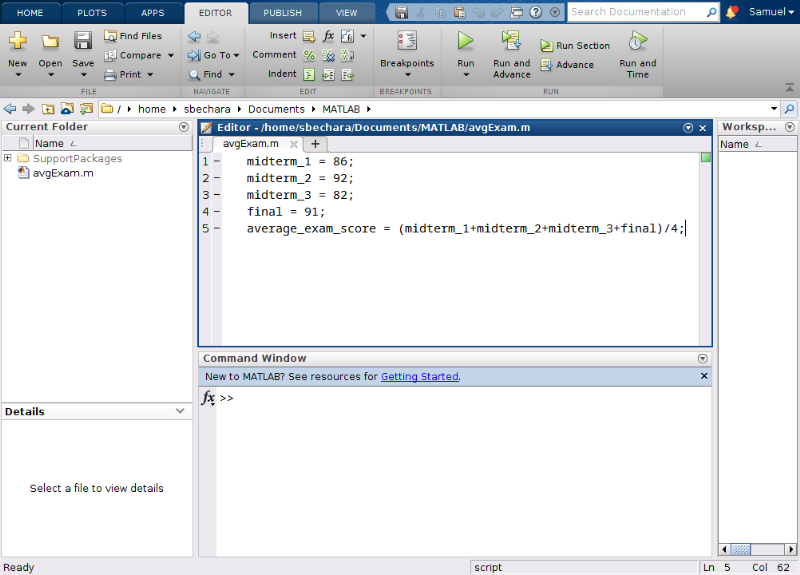 HOME PLOTS APPS EDITOR PUBLISH VIEW Search Documentation Samuel
New Open Save Find Files Compare Print
Go To Find
Insert fx Comment Indent
Breakpoints
Run Run and Advance Run Section Advance Run and Time
FILE NAVIGATE EDIT BREAKPOINTS RUN
/ home sbechara Documents MATLAB
Current Folder
Name
SupportPackages
avgExam.m
Details
Select a file to view details
Editor - /home/sbechara/Documents/MATLAB/avgExam.m
avgExam.m × +
1 – midterm_1 = 86;
2 – midterm_2 = 92;
3 – midterm_3 = 82;
4 – final = 91;
5 – average_exam_score = (midterm_1+midterm_2+midterm_3+final)/4;
Command Window
New to MATLAB? See resources for Getting Started.
fx >>
Worksp...
Name
Ready script Ln 5 Col 62